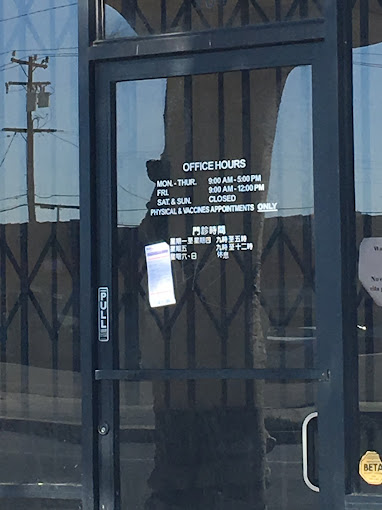 OFFICE HOURS
MON. - THUR. 9:00 AM - 5:00 PM
FRI. 9:00 AM - 12:00 PM
SAT. & SUN. CLOSED
PHYSICAL & VACCINES APPOINTMENTS ONLY
門診時間
星期一至星期四 九時至五時
星期五 九時至十二時
星期六、日 休息
PULL
BETA